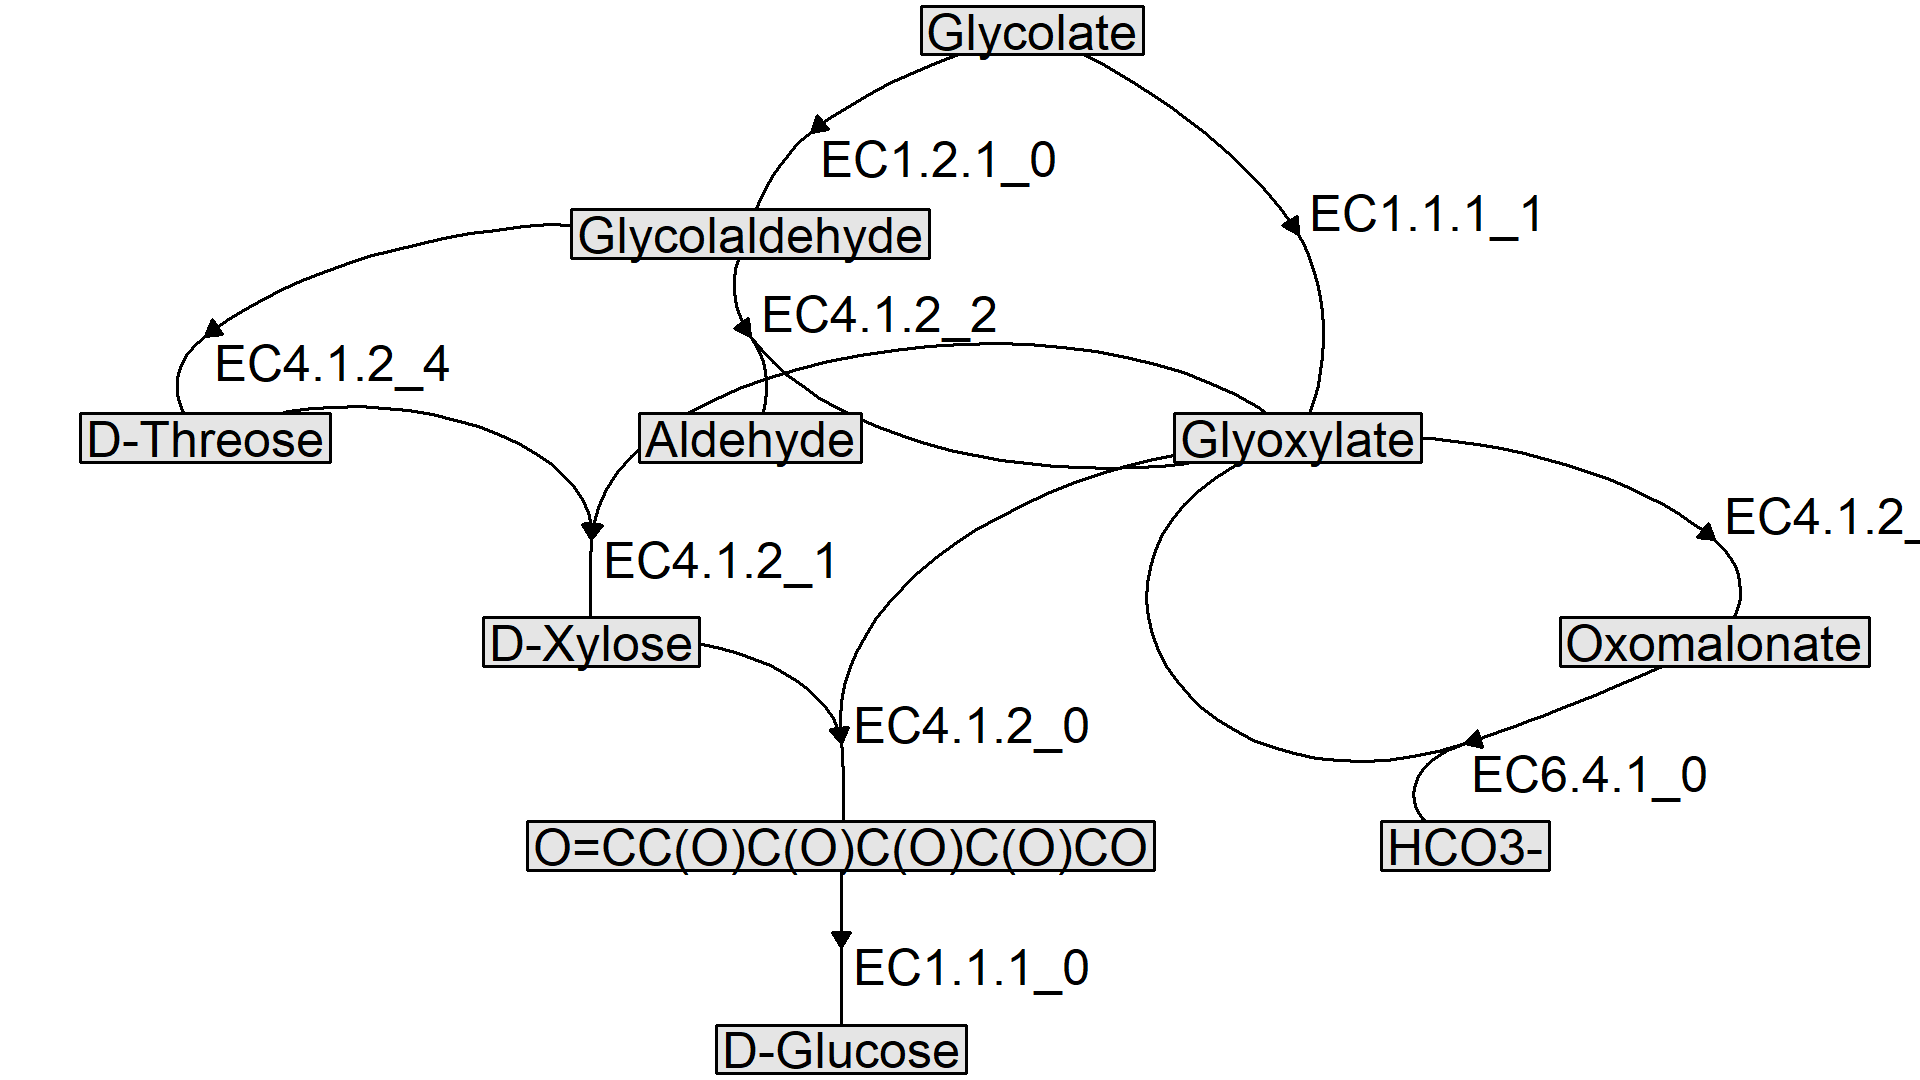 Glycolate
EC1.2.1_0
EC1.1.1_1
Glycolaldehyde
EC4.1.2_2
EC4.1.2_4
D-Threose
Aldehyde
Glyoxylate
EC4.1.2_
EC4.1.2_1
D-Xylose
Oxomalonate
EC4.1.2_0
EC6.4.1_0
O=CC(O)C(O)C(O)C(O)CO
HCO3-
EC1.1.1_0
D-Glucose